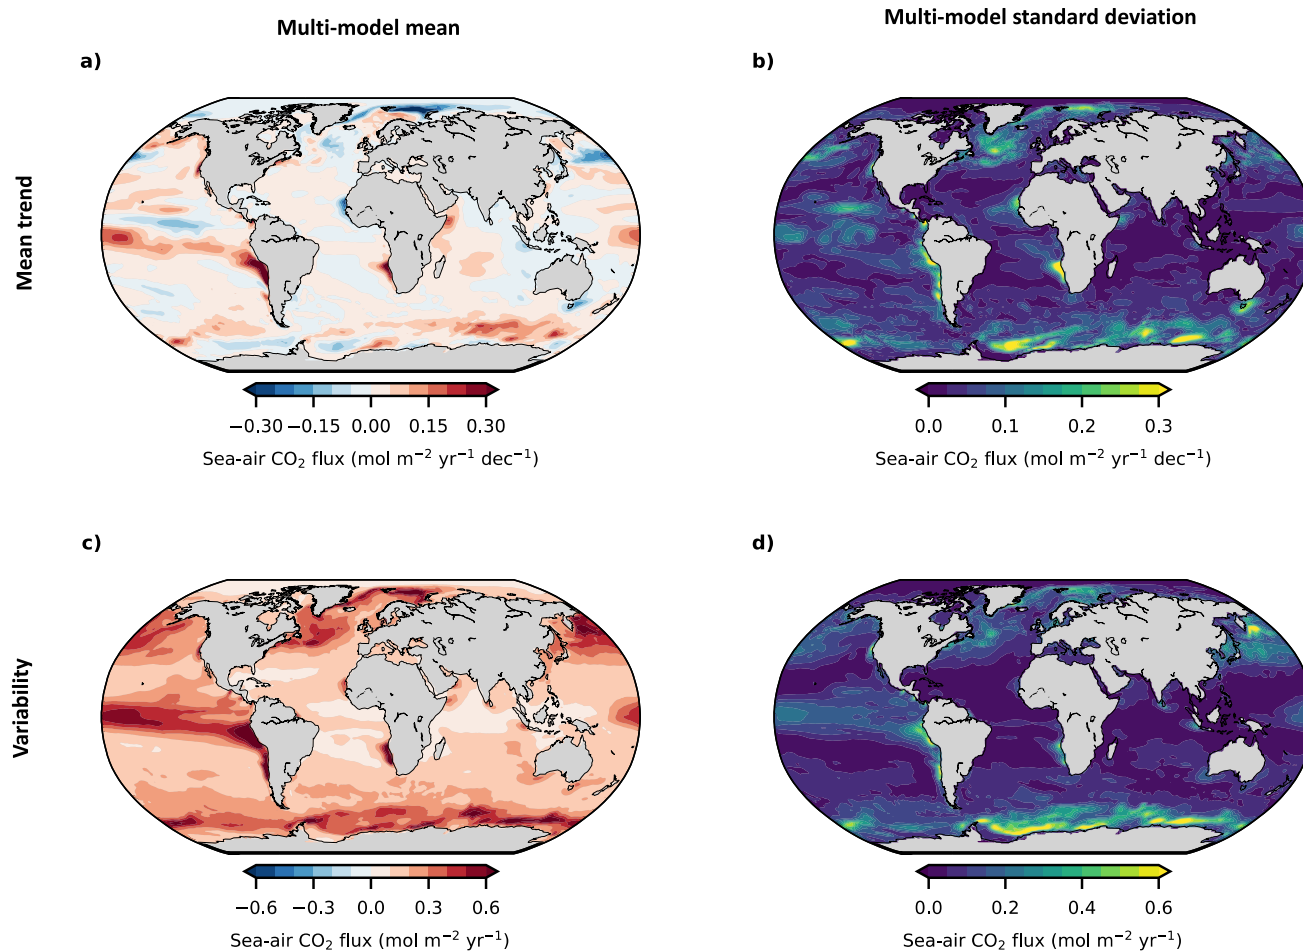 Multi-model mean
Multi-model standard deviation
a)
b)
Mean trend
−0.30 −0.15 0.00 0.15 0.30
Sea-air CO₂ flux (mol m⁻² yr⁻¹ dec⁻¹)
0.0 0.1 0.2 0.3
Sea-air CO₂ flux (mol m⁻² yr⁻¹ dec⁻¹)
c)
d)
Variability
−0.6 −0.3 0.0 0.3 0.6
Sea-air CO₂ flux (mol m⁻² yr⁻¹)
0.0 0.2 0.4 0.6
Sea-air CO₂ flux (mol m⁻² yr⁻¹)